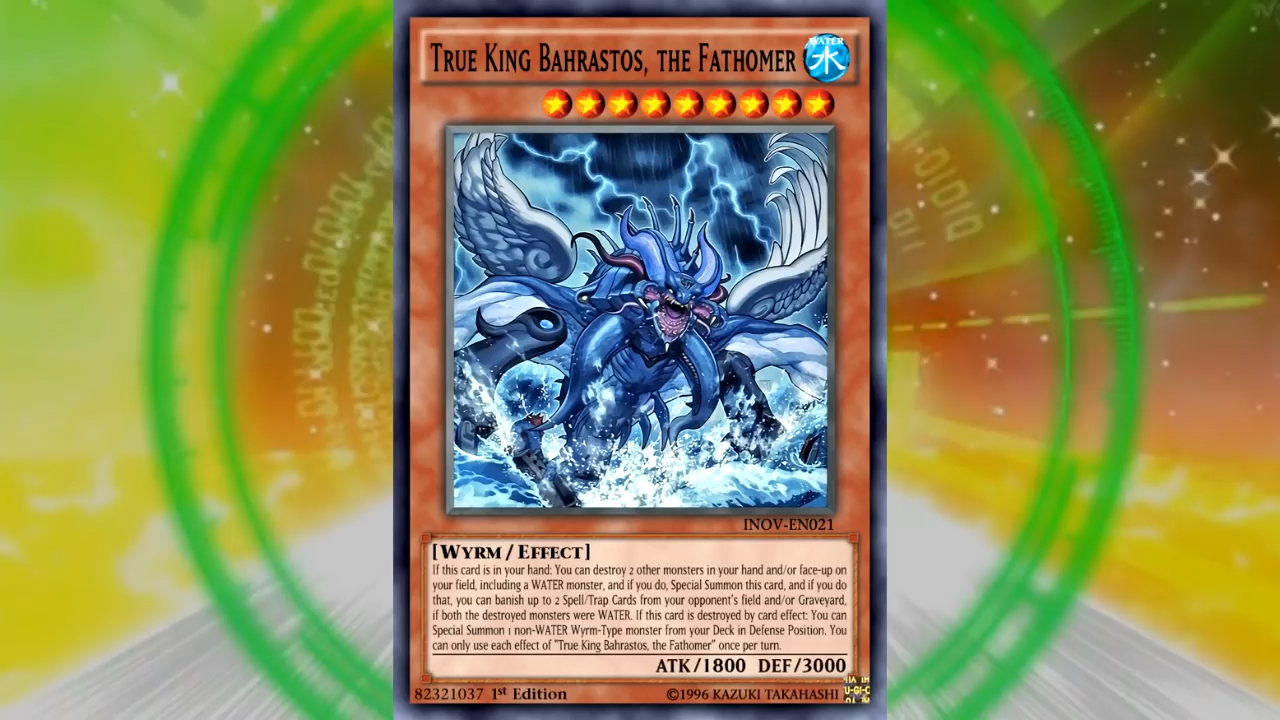 TRUE KING BAHRASTOS, THE FATHOMER
WATER
水
INOV-EN021
[WYRM / EFFECT]
If this card is in your hand: You can destroy 2 other monsters in your hand and/or face-up on
your field, including a WATER monster, and if you do, Special Summon this card, and if you do
that, you can banish up to 2 Spell/Trap Cards from your opponent's field and/or Graveyard,
if both the destroyed monsters were WATER. If this card is destroyed by card effect: You can
Special Summon 1 non-WATER Wyrm-Type monster from your Deck in Defense Position. You
can only use each effect of "True King Bahrastos, the Fathomer" once per turn.
ATK/1800 DEF/3000
82321037 1st Edition
©1996 KAZUKI TAKAHASHI